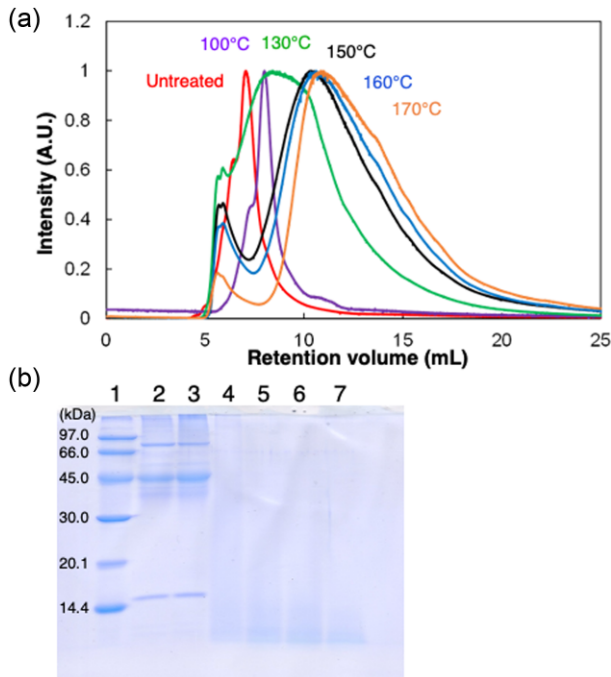 (a)
1.2
1
0.8
0.6
0.4
0.2
0
Intensity (A.U.)
100°C 130°C
150°C
Untreated
160°C
170°C
0 5 10 15 20 25
Retention volume (mL)
(b)
1 2 3 4 5 6 7
(kDa)
97.0
66.0
45.0
30.0
20.1
14.4